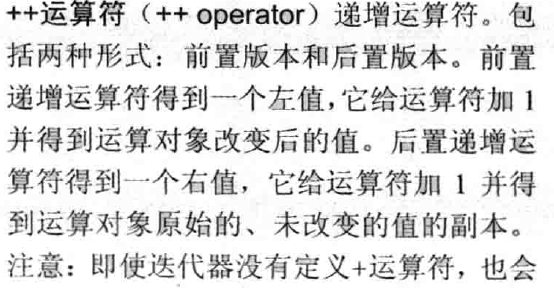 ++运算符（++ operator）递增运算符。包
括两种形式：前置版本和后置版本。前置
递增运算符得到一个左值，它给运算符加 1
并得到运算对象改变后的值。后置递增运
算符得到一个右值，它给运算符加 1 并得
到运算对象原始的、未改变的值的副本。
注意：即使迭代器没有定义+运算符，也会